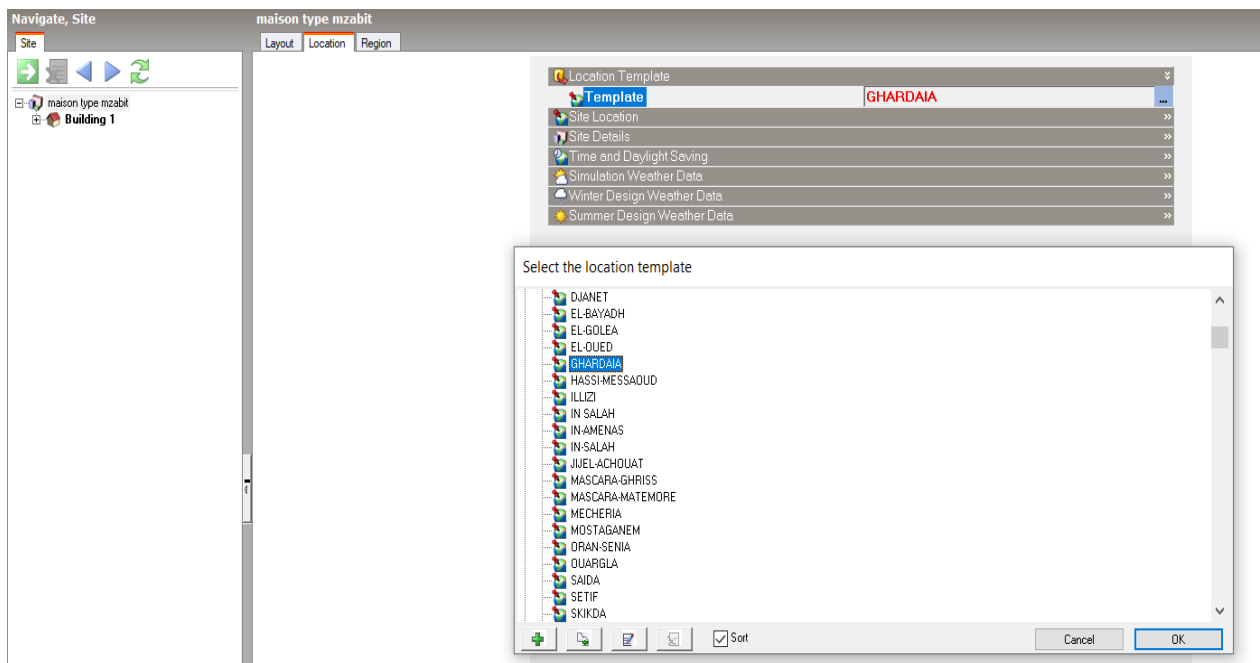 Navigate, Site
maison type mzabit
Site
Layout
Location
Region
maison type mzabit
Building 1
Location Template
Template
GHARDAIA
...
Site Location
Site Details
Time and Daylight Saving
Simulation Weather Data
Winter Design Weather Data
Summer Design Weather Data
Select the location template
DJANET
EL-BAYADH
EL-GOLEA
EL-OUED
GHARDAIA
HASSI-MESSAOUD
ILLIZI
IN SALAH
IN-AMENAS
IN-SALAH
JIJEL-ACHOUAT
MASCARA-GHRISS
MASCARA-MATEMORE
MECHERIA
MOSTAGANEM
ORAN-SENIA
OUARGLA
SAIDA
SETIF
SKIKDA
Sort
Cancel
OK